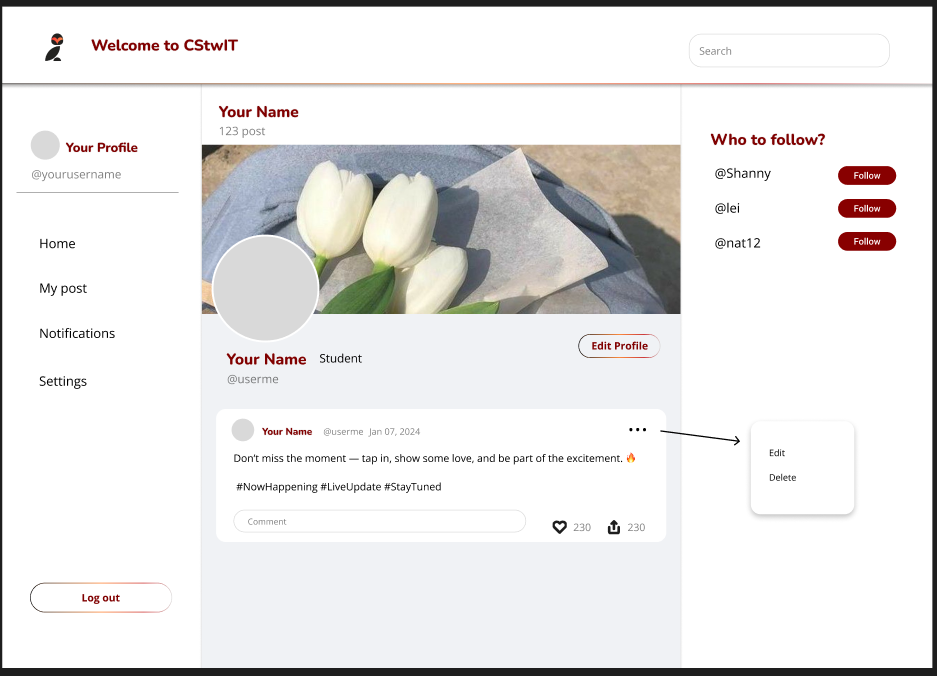 Welcome to CStwIT
Search
Your Profile
@yourusername
Home
My post
Notifications
Settings
Log out
Your Name
123 post
Your Name Student
@userme
Edit Profile
Your Name @userme Jan 07, 2024
Don't miss the moment — tap in, show some love, and be part of the excitement. 🔥
#NowHappening #LiveUpdate #StayTuned
Comment
230 230
Who to follow?
@Shanny Follow
@lei Follow
@nat12 Follow
Edit
Delete